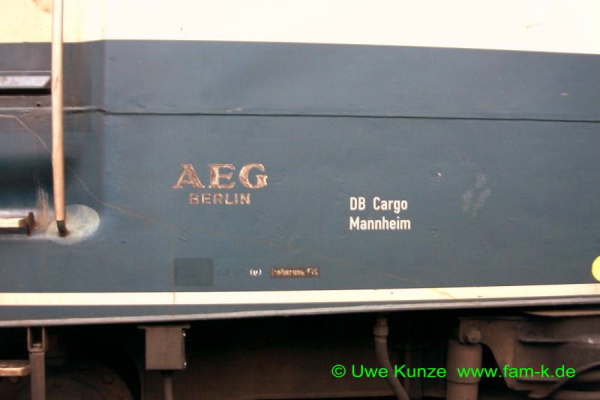 AEG
BERLIN
DB Cargo
Mannheim
© Uwe Kunze www.fam-k.de